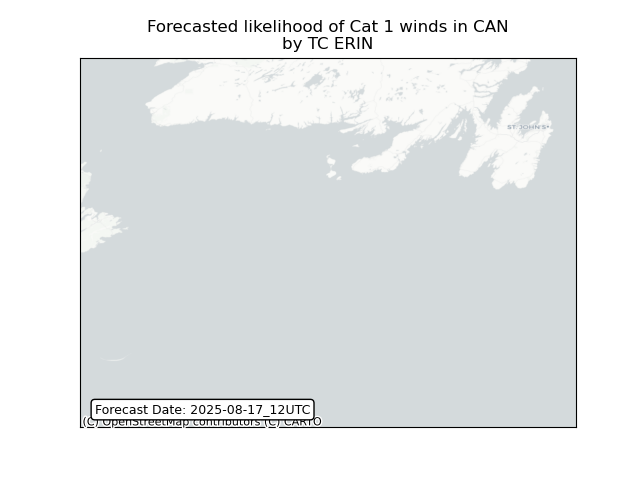 Forecasted likelihood of Cat 1 winds in CAN
by TC ERIN
ST. JOHN'S
Forecast Date: 2025-08-17_12UTC
(C) OpenStreetMap contributors (C) CARTO